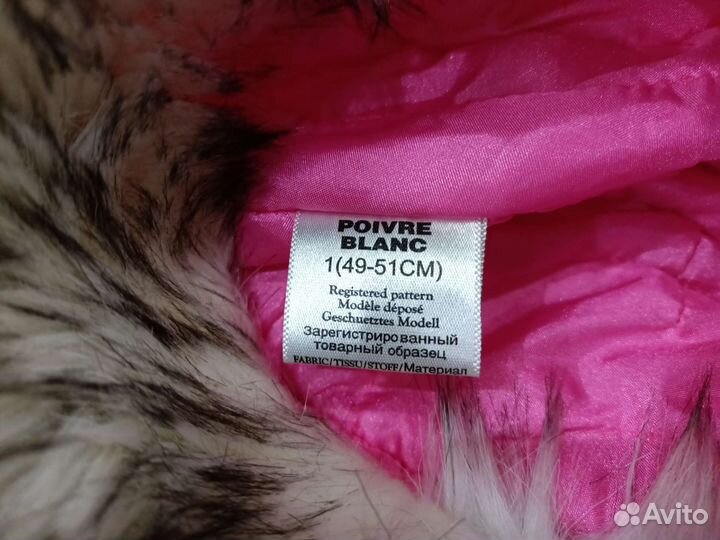 POIVRE
BLANC
1(49-51CM)
Registered pattern
Modèle déposé
Geschuetztes Modell
Зарегистрированный
товарный образец
FABRIC/TISSU/STOFF/Материал
Avito